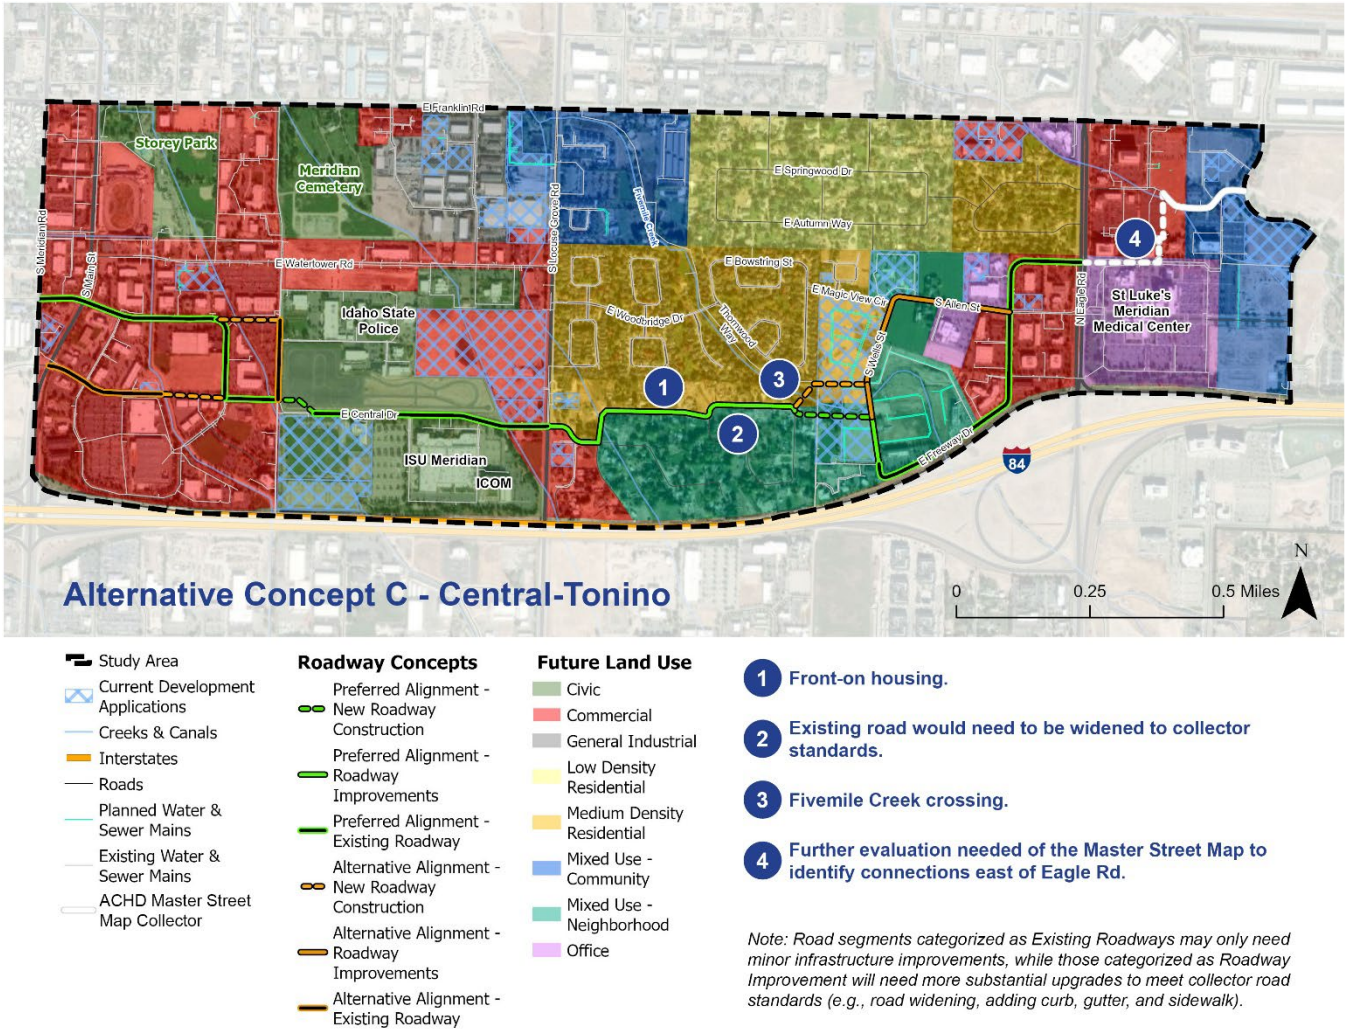 E Franklin Rd
Storey Park
Meridian
Cemetery
Fivemile Creek
E Springwood Dr
E Autumn Way
S Meridian Rd
S Main St
S Locuse Grove Rd
E Watertower Rd
E Bowstring St
E Magic View Cir
S Allen St
N Eagle Rd
4
St Luke's
Meridian
Medical Center
Idaho State
Police
E Woodbridge Dr
Thornwood
Way
S Wells St
1
3
2
E Central Dr
ISU Meridian
ICOM
E Freeway Dr
84
N
Alternative Concept C - Central-Tonino
0
0.25
0.5 Miles
Study Area
Current Development
Applications
Creeks & Canals
Interstates
Roads
Planned Water &
Sewer Mains
Existing Water &
Sewer Mains
ACHD Master Street
Map Collector
Roadway Concepts
Preferred Alignment -
New Roadway
Construction
Preferred Alignment -
Roadway
Improvements
Preferred Alignment -
Existing Roadway
Alternative Alignment -
New Roadway
Construction
Alternative Alignment -
Roadway
Improvements
Alternative Alignment -
Existing Roadway
Future Land Use
Civic
Commercial
General Industrial
Low Density
Residential
Medium Density
Residential
Mixed Use -
Community
Mixed Use -
Neighborhood
Office
1 Front-on housing.
2 Existing road would need to be widened to collector
standards.
3 Fivemile Creek crossing.
4 Further evaluation needed of the Master Street Map to
identify connections east of Eagle Rd.
Note: Road segments categorized as Existing Roadways may only need
minor infrastructure improvements, while those categorized as Roadway
Improvement will need more substantial upgrades to meet collector road
standards (e.g., road widening, adding curb, gutter, and sidewalk).